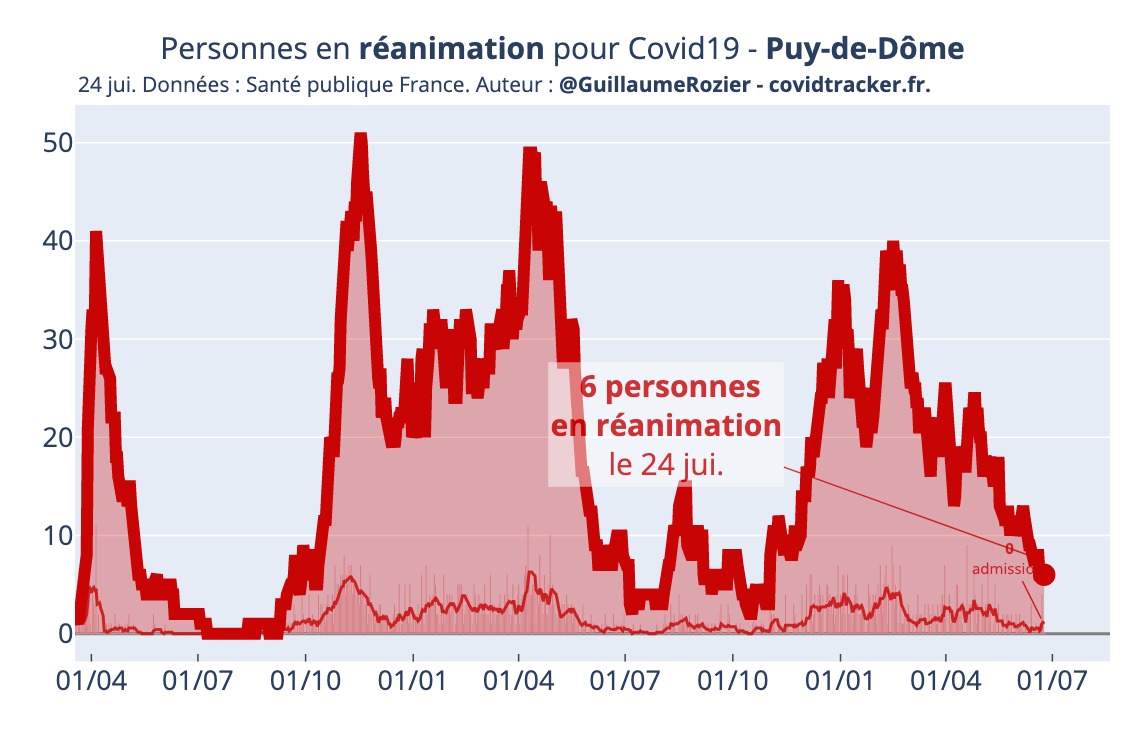 Personnes en réanimation pour Covid19 - Puy-de-Dôme
24 jui. Données : Santé publique France. Auteur : @GuillaumeRozier - covidtracker.fr.
50
40
30
20
10
0
6 personnes
en réanimation
le 24 jui.
0
admissio
01/04 01/07 01/10 01/01 01/04 01/07 01/10 01/01 01/04 01/07